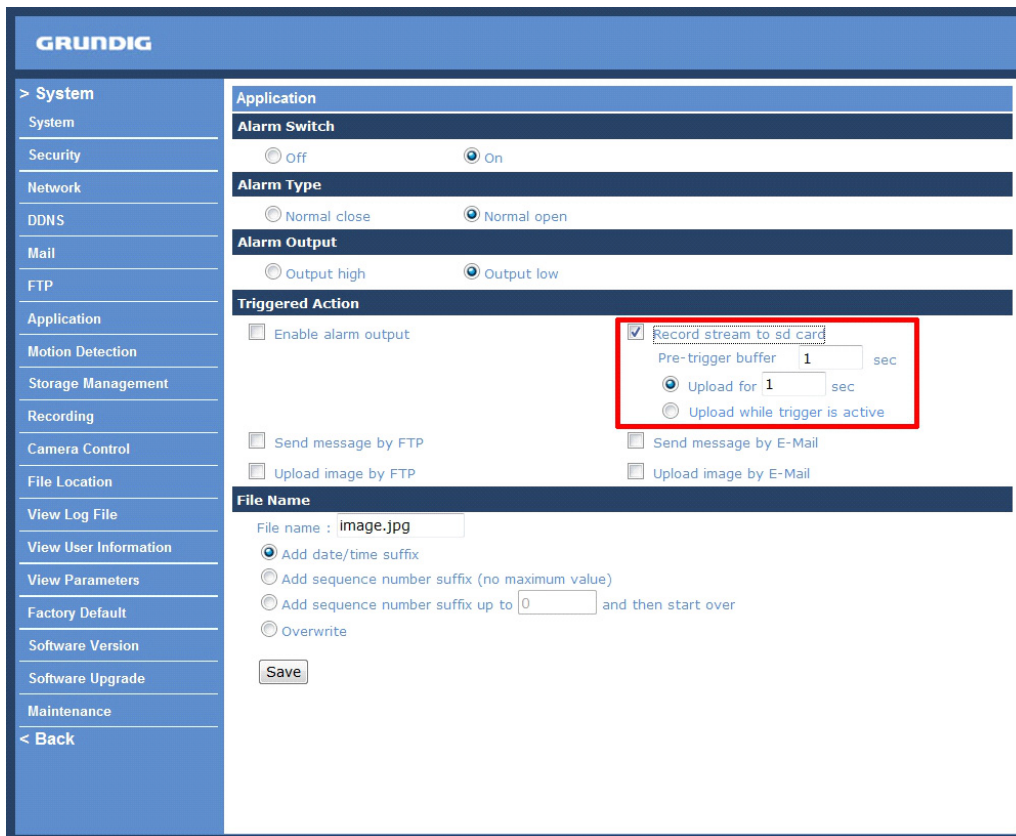 GRUNDIG
> System
System
Security
Network
DDNS
Mail
FTP
Application
Motion Detection
Storage Management
Recording
Camera Control
File Location
View Log File
View User Information
View Parameters
Factory Default
Software Version
Software Upgrade
Maintenance
< Back
Application
Alarm Switch
Off On
Alarm Type
Normal close Normal open
Alarm Output
Output high Output low
Triggered Action
Enable alarm output
Record stream to sd card
Pre-trigger buffer 1 sec
Upload for 1 sec
Upload while trigger is active
Send message by FTP Send message by E-Mail
Upload image by FTP Upload image by E-Mail
File Name
File name : image.jpg
Add date/time suffix
Add sequence number suffix (no maximum value)
Add sequence number suffix up to 0 and then start over
Overwrite
Save